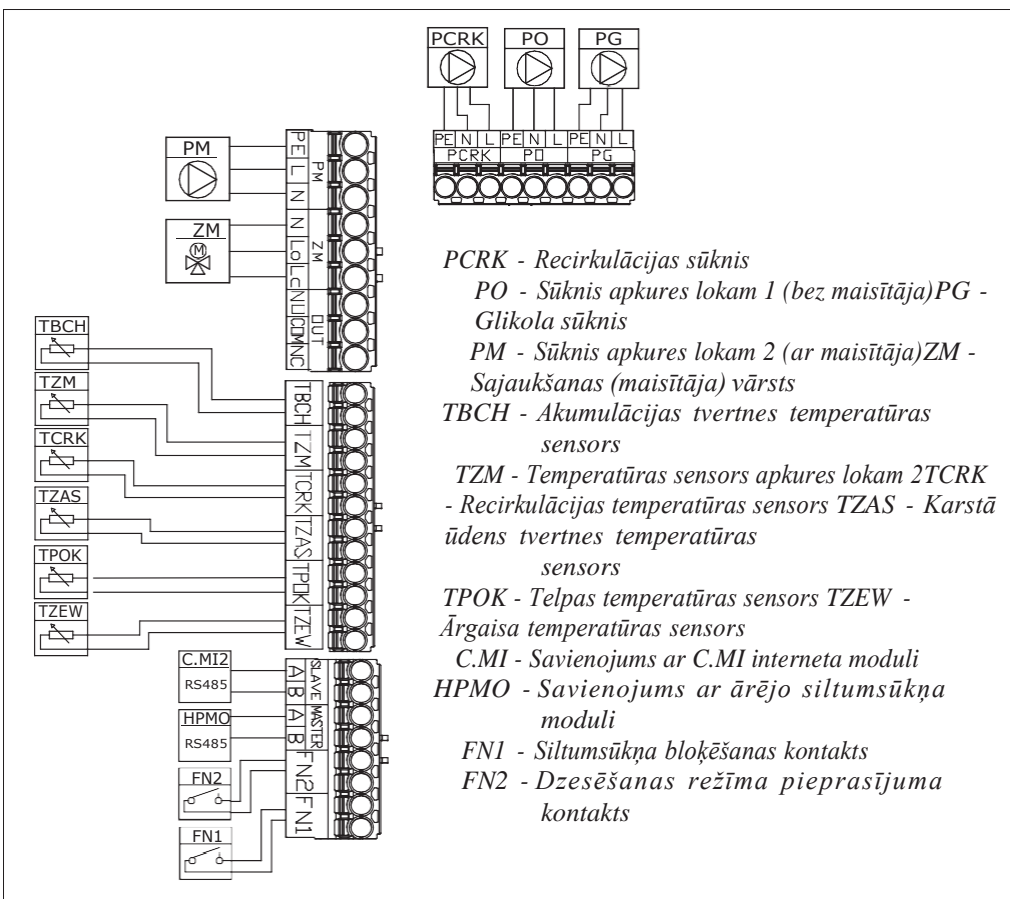 PCRK PO PG
PE N L PE N L PE N L
PCRK PO PG
PM
ZM
M
PE L N
PM
N Lo Lc
ZM
NU COM NC
OUT
TBCH
TZM
TCRK
TZAS
TPOK
TZEW
TBCH
TZM
TCRK
TZAS
TPOK
TZEW
C.MI2
RS485
HPMO
RS485
FN2
FN1
A B
SLAVE
A B
MASTER
FN2
FN1
PCRK - Recirkulācijas sūknis
PO - Sūknis apkures lokam 1 (bez maisītāja)PG -
Glikola sūknis
PM - Sūknis apkures lokam 2 (ar maisītāja)ZM -
Sajaukšanas (maisītāja) vārsts
TBCH - Akumulācijas tvertnes temperatūras
sensors
TZM - Temperatūras sensors apkures lokam 2TCRK
- Recirkulācijas temperatūras sensors TZAS - Karstā
ūdens tvertnes temperatūras
sensors
TPOK - Telpas temperatūras sensors TZEW -
Ārgaisa temperatūras sensors
C.MI - Savienojums ar C.MI interneta moduli
HPMO - Savienojums ar ārējo siltumsūkņa
moduli
FN1 - Siltumsūkņa bloķēšanas kontakts
FN2 - Dzesēšanas režīma pieprasījuma
kontakts